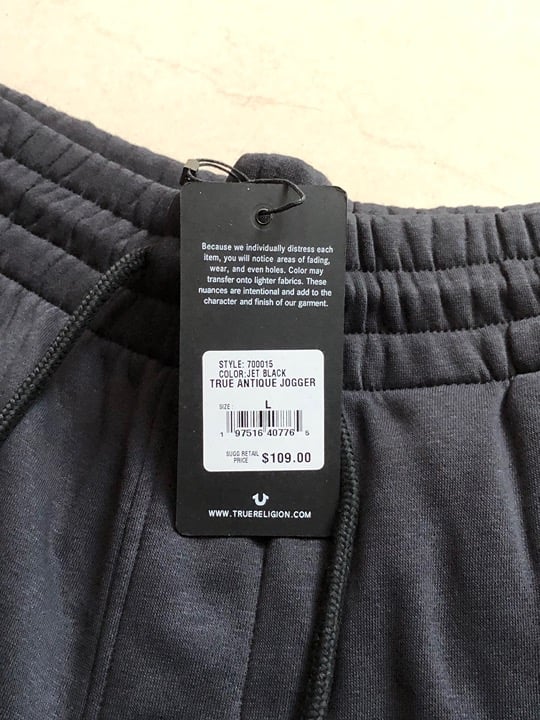 Because we individually distress each
item, you will notice areas of fading,
wear, and even holes. Color may
transfer onto lighter fabrics. These
nuances are intentional and add to the
character and finish of our garment.
STYLE: 700015
COLOR:JET BLACK
TRUE ANTIQUE JOGGER
SIZE : L
1 97516 40776 5
SUGG RETAIL
PRICE $109.00
WWW.TRUERELIGION.COM